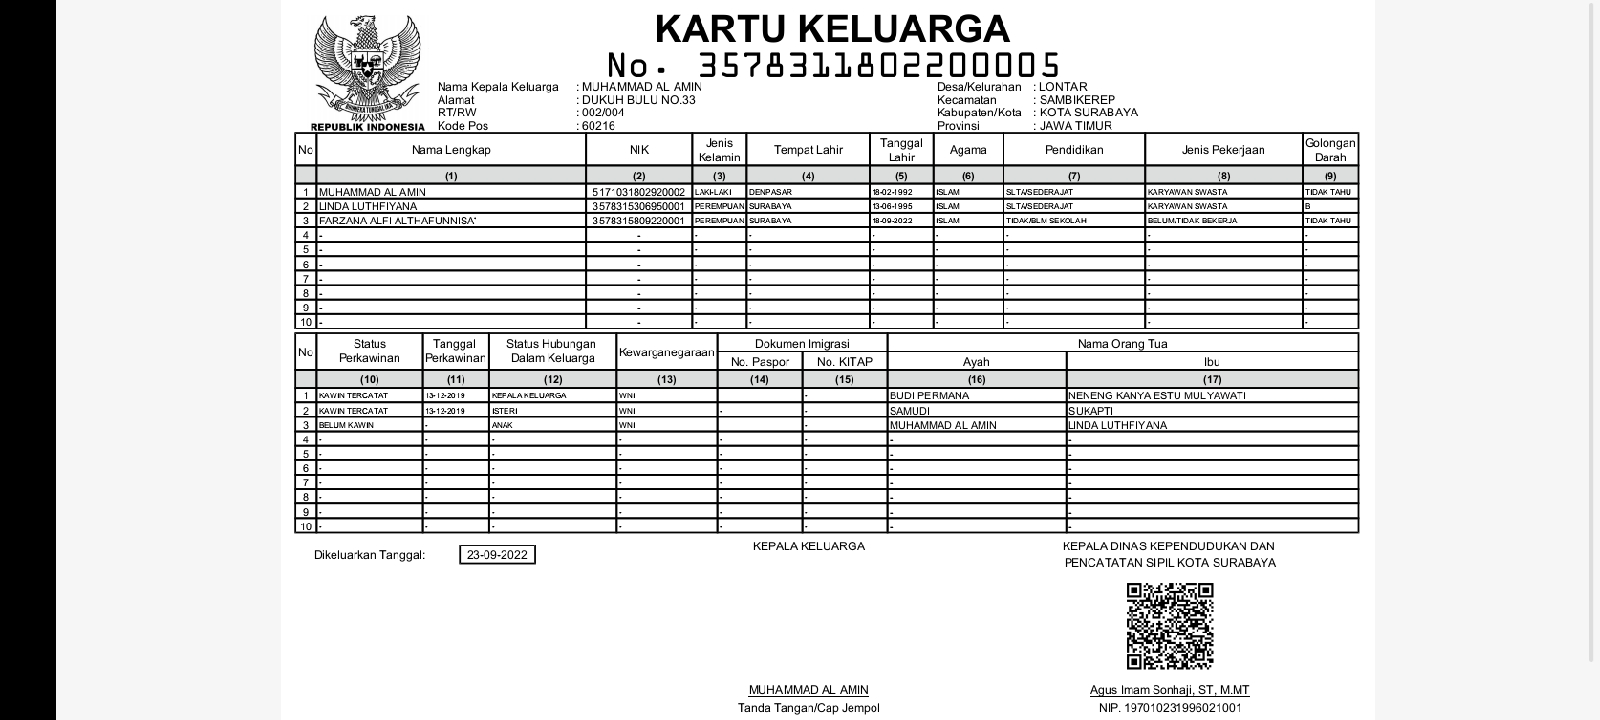 KARTU KELUARGA
No. 3578311802200005
Nama Kepala Keluarga : MUHAMMAD AL AMIN Desa/Kelurahan : LONTAR
Alamat : DUKUH BULU NO.33 Kecamatan : SAMBIKEREP
RT/RW : 002/004 Kabupaten/Kota : KOTA SURABAYA
Kode Pos : 60216 Provinsi : JAWA TIMUR
REPUBLIK INDONESIA
No Nama Lengkap NIK Jenis Kelamin Tempat Lahir Tanggal Lahir Agama Pendidikan Jenis Pekerjaan Golongan Darah
(1) (2) (3) (4) (5) (6) (7) (8) (9)
1 MUHAMMAD AL AMIN 5171031802920002 LAKI-LAKI DENPASAR 18-02-1992 ISLAM SLTA/SEDERAJAT KARYAWAN SWASTA TIDAK TAHU
2 LINDA LUTHFIYANA 3578315306950001 PEREMPUAN SURABAYA 13-06-1995 ISLAM SLTA/SEDERAJAT KARYAWAN SWASTA B
3 FARZANA ALFI ALTHAFUNNISA' 3578315809220001 PEREMPUAN SURABAYA 18-09-2022 ISLAM TIDAK/BLM SEKOLAH BELUM/TIDAK BEKERJA TIDAK TAHU
4 - - - - - - - - -
5 - - - - - - - - -
6 - - - - - - - - -
7 - - - - - - - - -
8 - - - - - - - - -
9 - - - - - - - - -
10 - - - - - - - - -
No Status Perkawinan Tanggal Perkawinan Status Hubungan Dalam Keluarga Kewarganegaraan Dokumen Imigrasi Nama Orang Tua
No. Paspor No. KITAP Ayah Ibu
(10) (11) (12) (13) (14) (15) (16) (17)
1 KAWIN TERCATAT 13-12-2019 KEPALA KELUARGA WNI - BUDI PERMANA NENENG KANYA ESTU MULYAWATI
2 KAWIN TERCATAT 13-12-2019 ISTERI WNI - - SAMUDI SUKAPTI
3 BELUM KAWIN - ANAK WNI - - MUHAMMAD AL AMIN LINDA LUTHFIYANA
4 - - - - - - - -
5 - - - - - - - -
6 - - - - - - - -
7 - - - - - - - -
8 - - - - - - - -
9 - - - - - - - -
10 - - - - - - - -
Dikeluarkan Tanggal: 23-09-2022
KEPALA KELUARGA
MUHAMMAD AL AMIN
Tanda Tangan/Cap Jempol
KEPALA DINAS KEPENDUDUKAN DAN
PENCATATAN SIPIL KOTA SURABAYA
Agus Imam Sonhaji, ST, M.MT
NIP. 197010231996021001